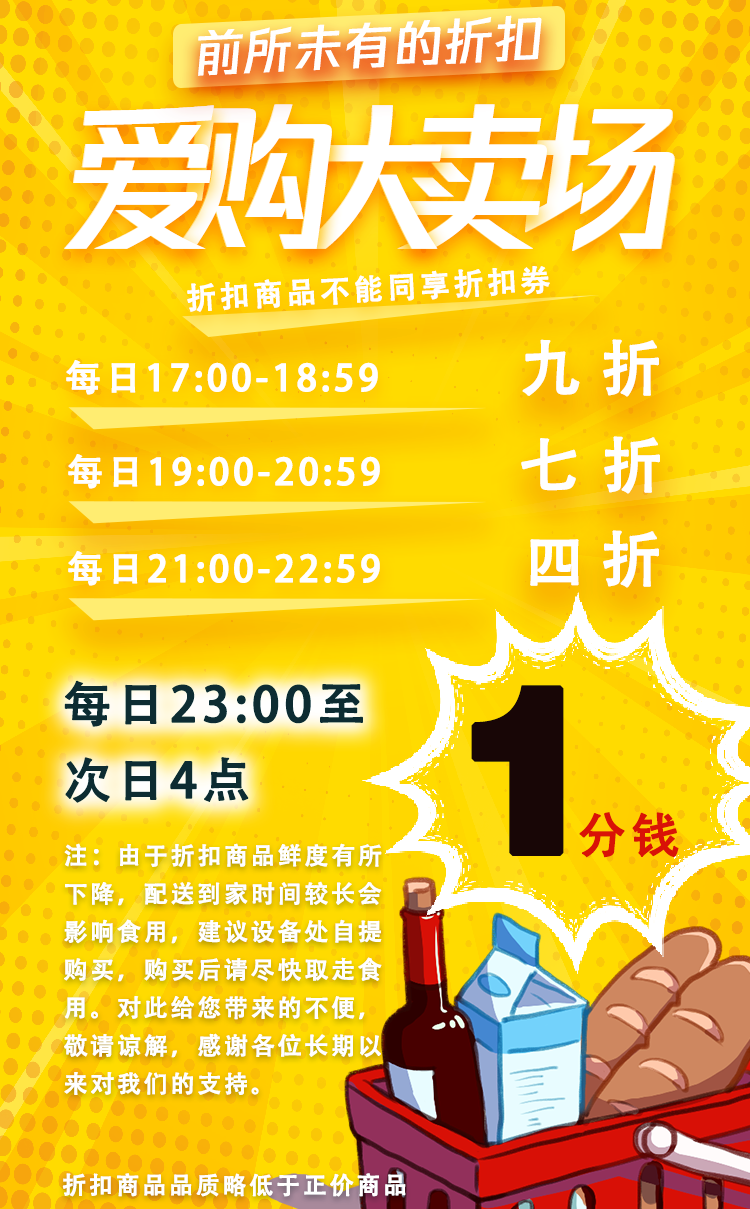 前所未有的折扣
爱购大卖场
折扣商品不能同享折扣券
每日17:00-18:59 九折
每日19:00-20:59 七折
每日21:00-22:59 四折
每日23:00至
次日4点
1分钱
注：由于折扣商品鲜度有所
下降，配送到家时间较长会
影响食用，建议设备处自提
购买，购买后请尽快取走食
用。对此给您带来的不便，
敬请谅解，感谢各位长期以
来对我们的支持。
折扣商品品质略低于正价商品